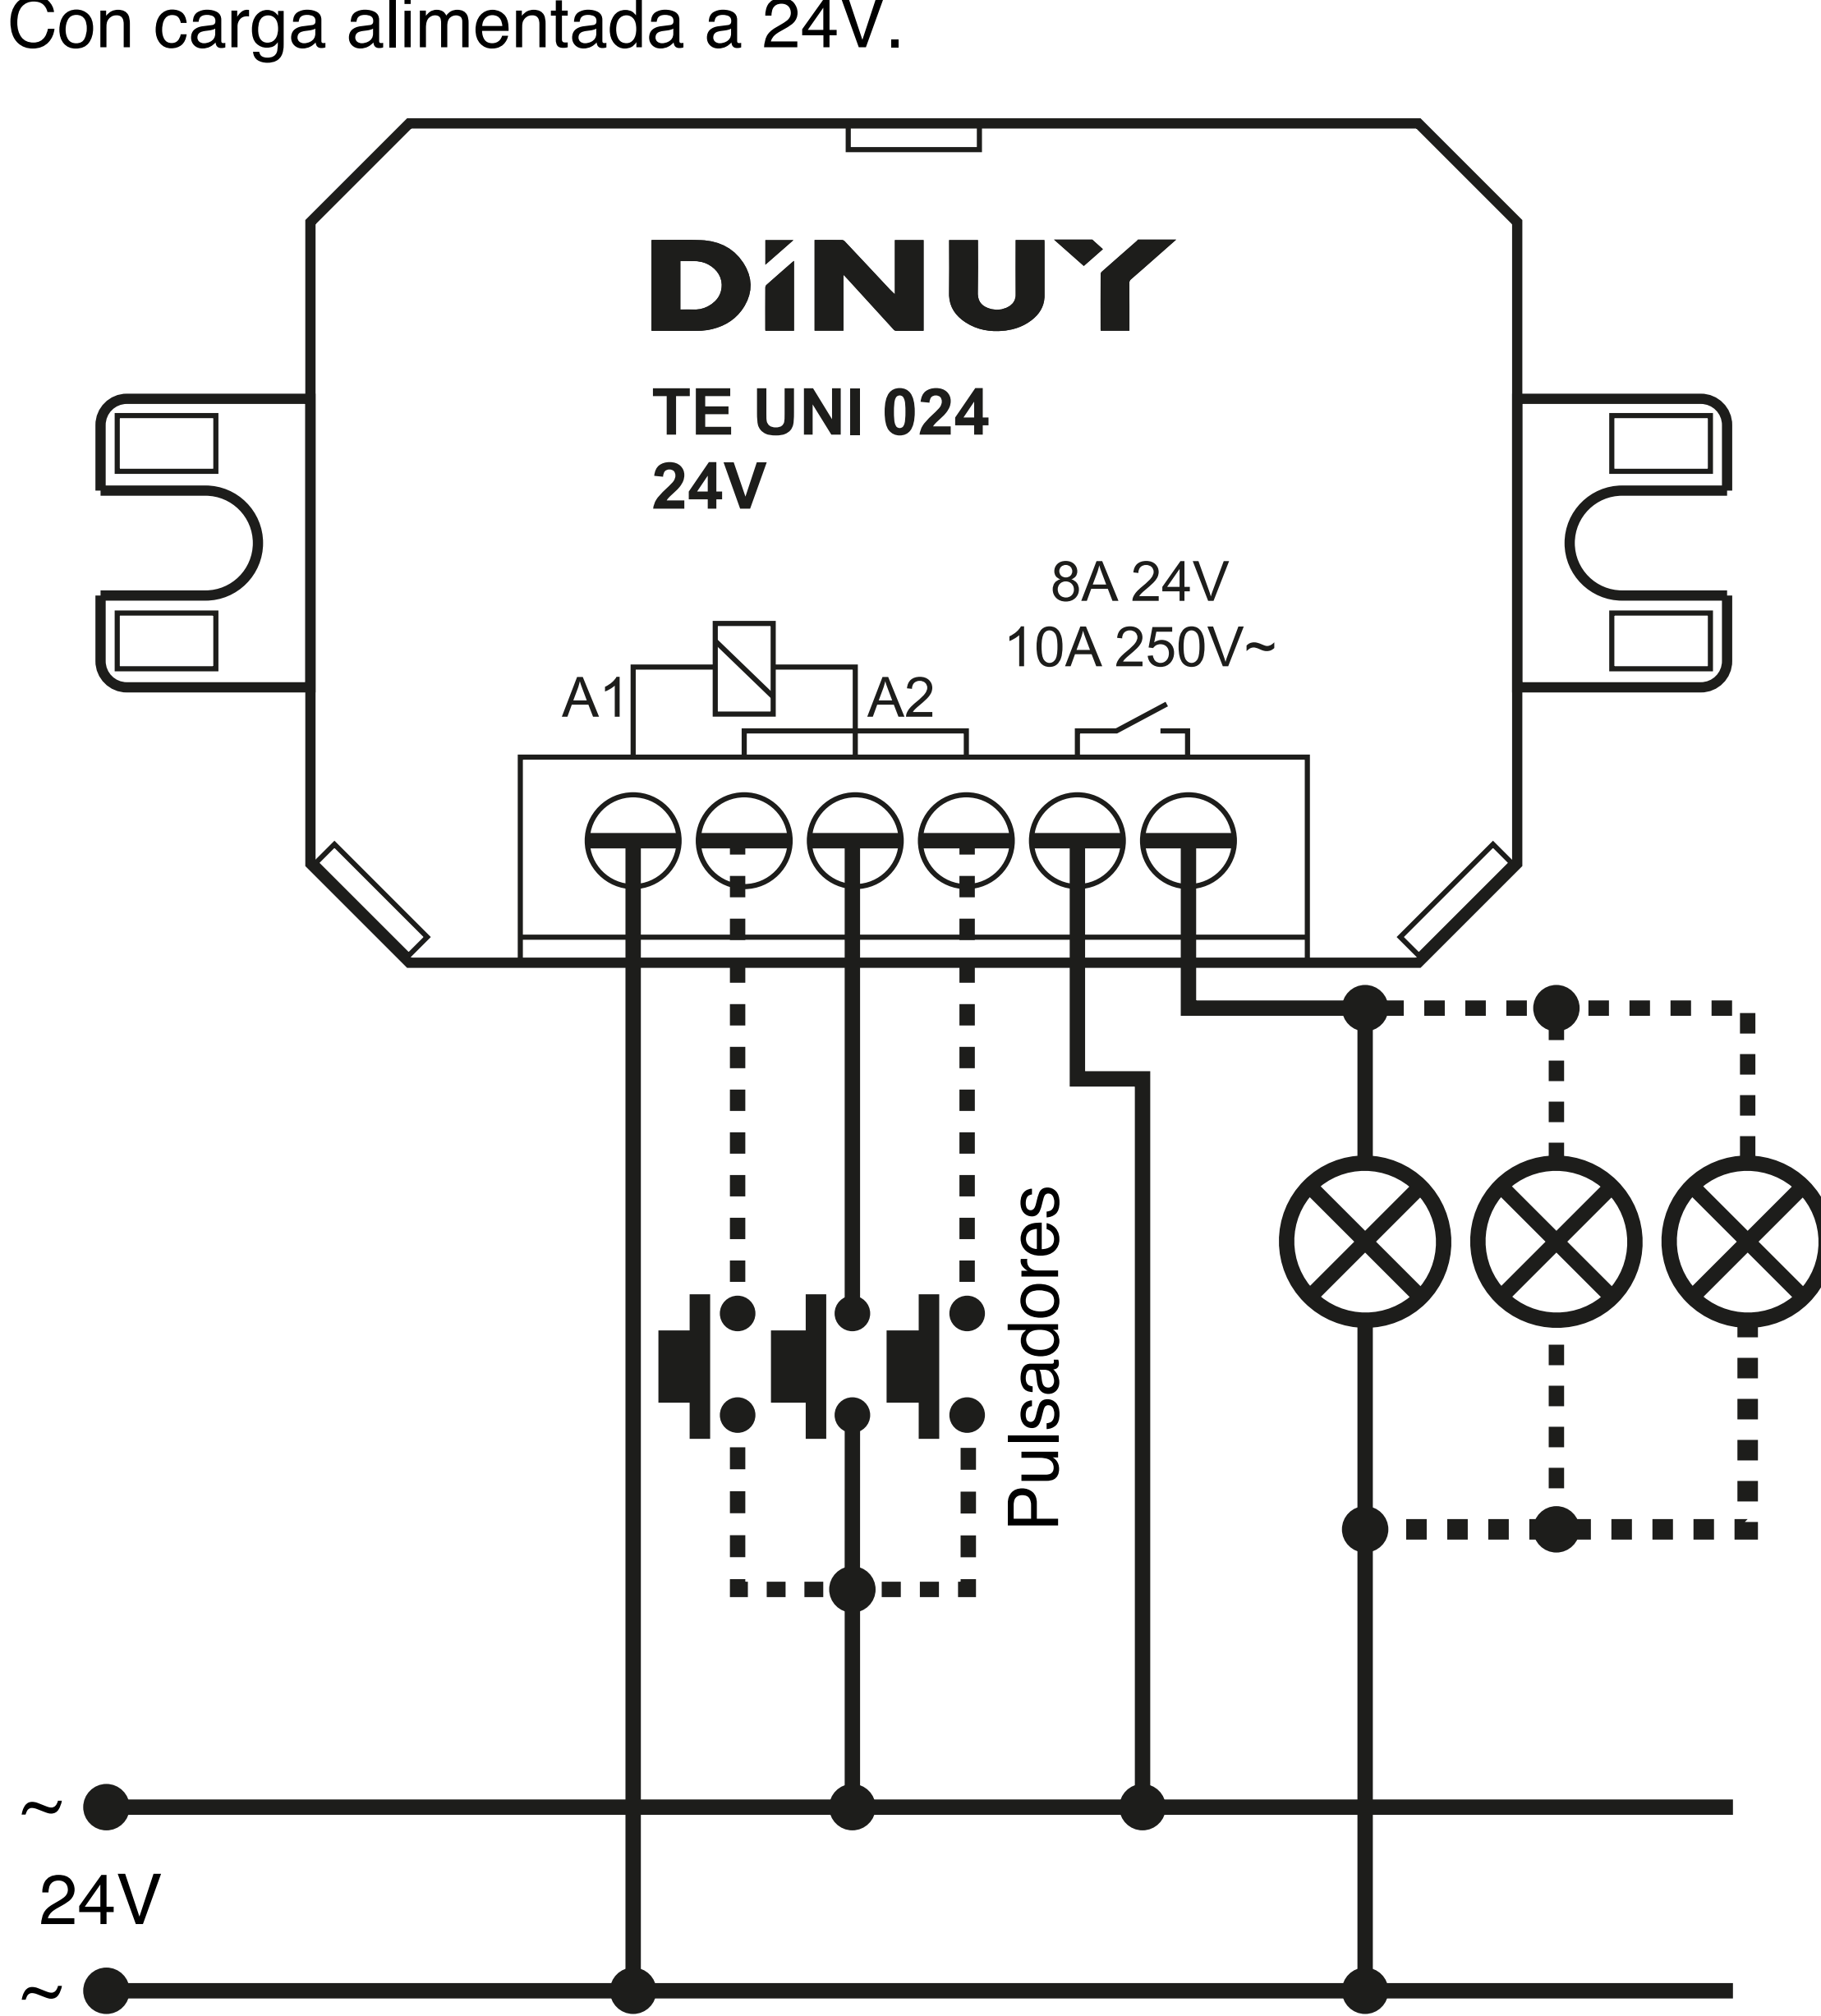 Con carga alimentada a 24V.
DiNUY
TE UNI 024
24V
8A 24V
10A 250V~
A1
A2
Pulsadores
~
24V
~